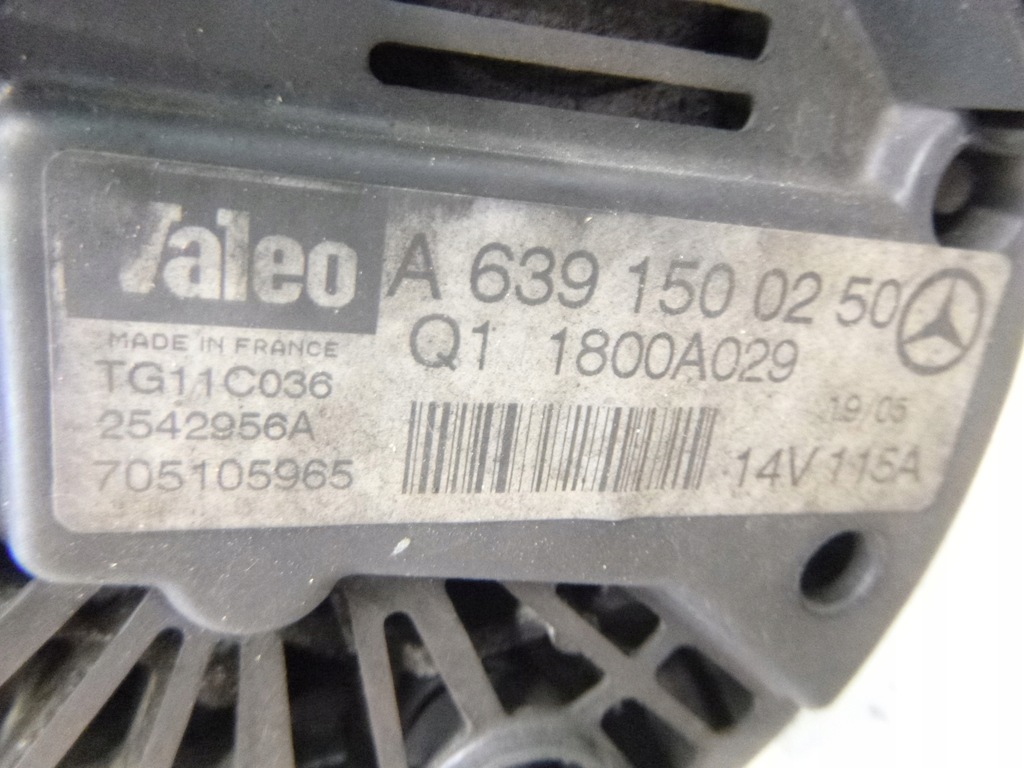 Valeo
A 639 150 02 50
MADE IN FRANCE
Q1 1800A029
TG11C036
2542956A
19/05
705105965
14V 115A